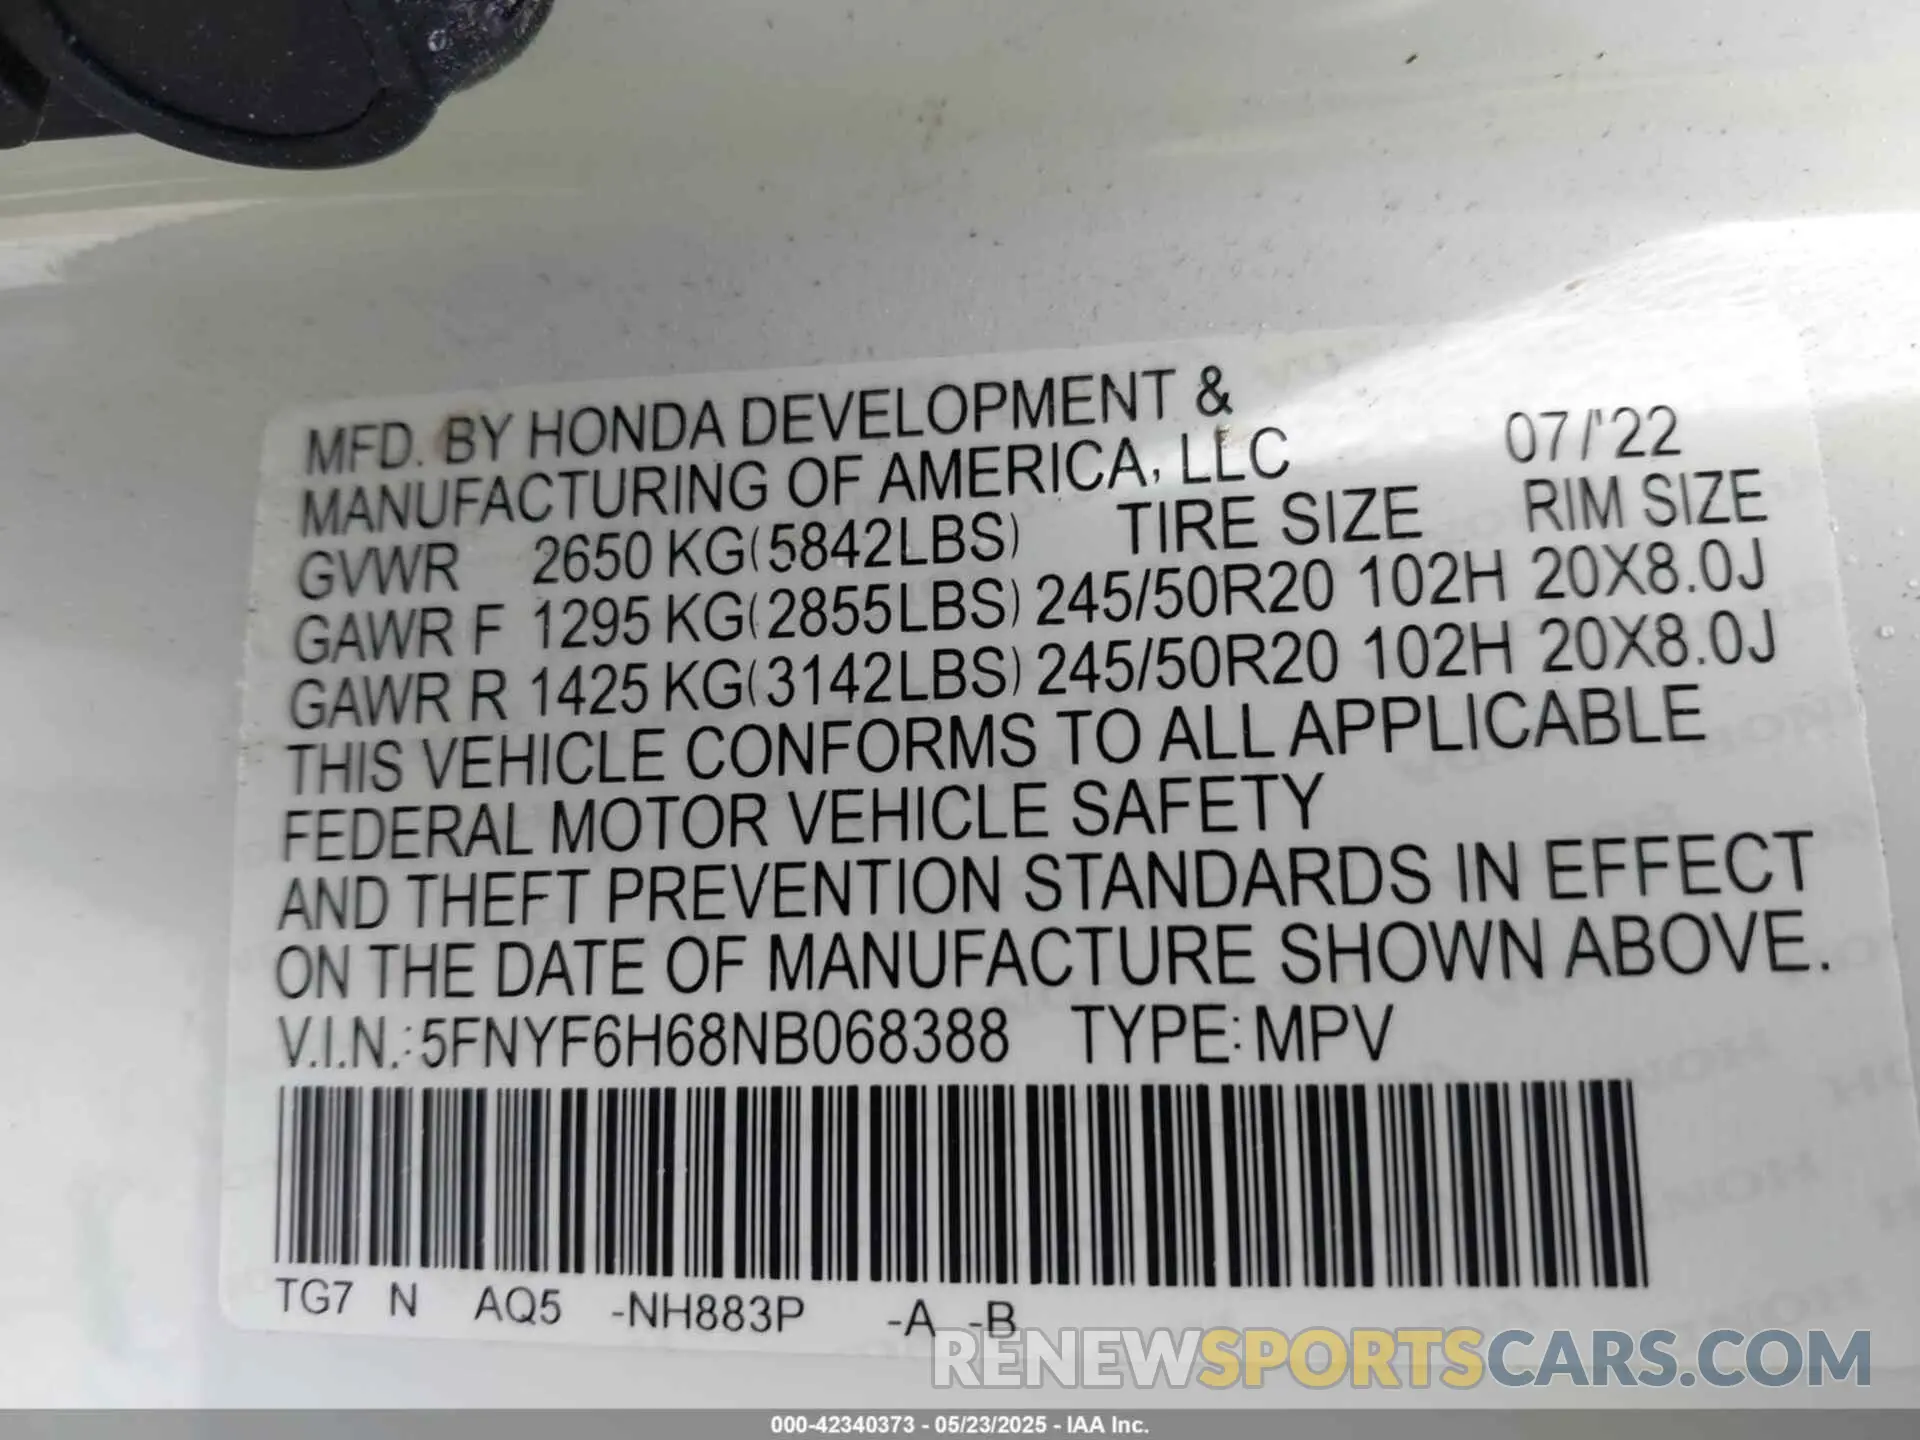 MFD. BY HONDA DEVELOPMENT &
MANUFACTURING OF AMERICA, LLC 07/'22
GVWR 2650 KG(5842LBS) TIRE SIZE RIM SIZE
GAWR F 1295 KG(2855LBS) 245/50R20 102H 20X8.0J
GAWR R 1425 KG(3142LBS) 245/50R20 102H 20X8.0J
THIS VEHICLE CONFORMS TO ALL APPLICABLE
FEDERAL MOTOR VEHICLE SAFETY
AND THEFT PREVENTION STANDARDS IN EFFECT
ON THE DATE OF MANUFACTURE SHOWN ABOVE.
V.I.N.: 5FNYF6H68NB068388 TYPE: MPV
TG7 N AQ5 -NH883P -A -B
RENEWSPORTSCARS.COM
000-42340373 - 05/23/2025 - IAA Inc.